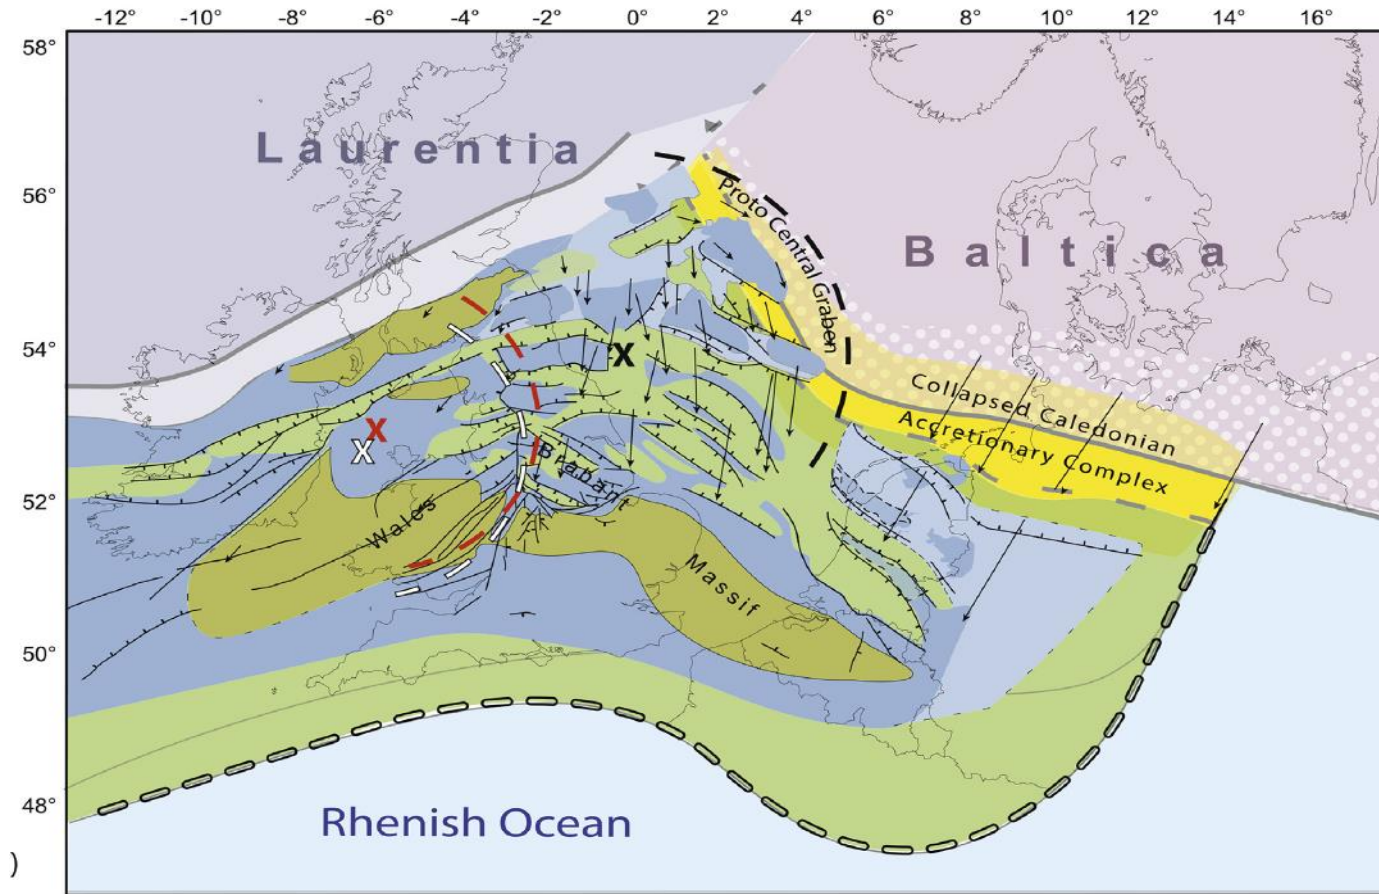 -12° -10° -8° -6° -4° -2° 0° 2° 4° 6° 8° 10° 12° 14° 16°
58°
Laurentia
56°
Proto Central Graben
Baltica
54°
X
Collapsed Caledonian
Accretionary Complex
X
X
Brabant
52°
Wales
Massif
50°
48°
Rhenish Ocean
)